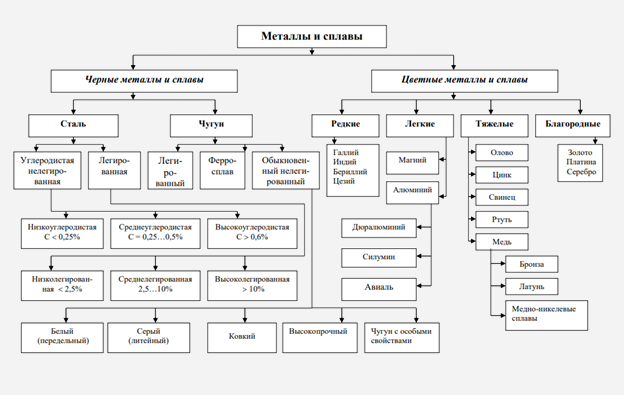 Металлы и сплавы
Черные металлы и сплавы
Цветные металлы и сплавы
Сталь
Чугун
Редкие
Легкие
Тяжелые
Благородные
Углеродистая
нелегиро-
ванная
Легиро-
ванная
Леги-
ро-
ванный
Ферро-
сплав
Обыкновен-
ный нелеги-
рованный
Галлий
Индий
Бериллий
Цезий
Магний
Алюминий
Олово
Цинк
Свинец
Ртуть
Медь
Золото
Платина
Серебро
Низкоуглеродистая
С < 0,25%
Среднеуглеродистая
С = 0,25…0,5%
Высокоуглеродистая
С > 0,6%
Дюралюминий
Силумин
Авиаль
Бронза
Латунь
Медно-никелевые
сплавы
Низколегирован-
ная < 2,5%
Среднелегированная
2,5…10%
Высоколегированная
> 10%
Белый
(передельный)
Серый
(литейный)
Ковкий
Высокопрочный
Чугун с особыми
свойствами